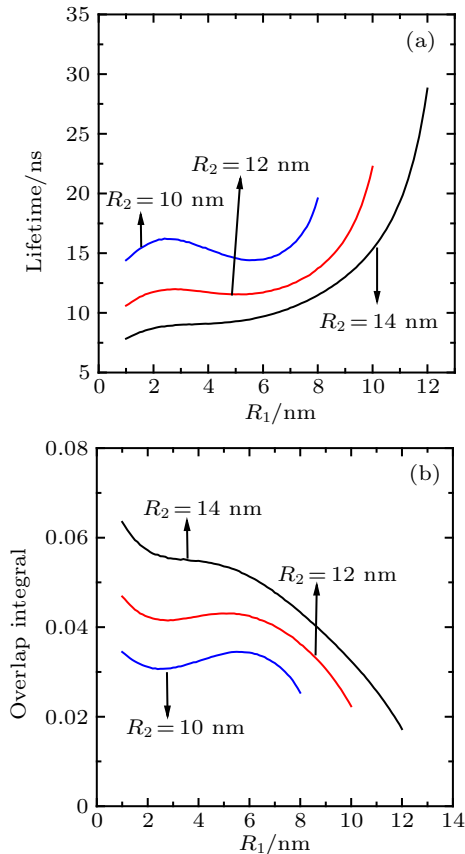 (a)
35
30
25
20
15
10
5
Lifetime/ns
R₂=12 nm
R₂=10 nm
R₂=14 nm
0 2 4 6 8 10 12
R₁/nm
(b)
0.08
0.06
0.04
0.02
0
Overlap integral
R₂=14 nm
R₂=12 nm
R₂=10 nm
0 2 4 6 8 10 12 14
R₁/nm